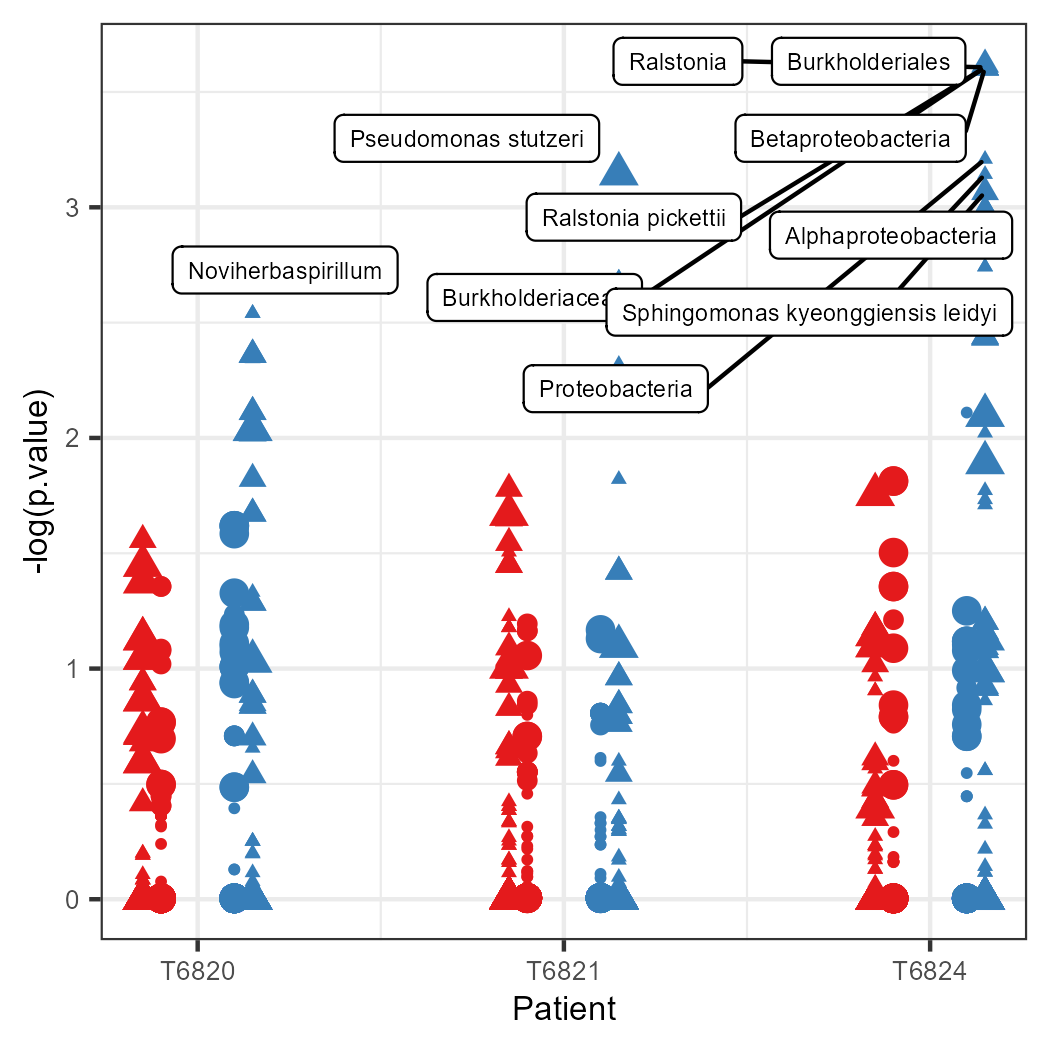 Ralstonia
Burkholderiales
Pseudomonas stutzeri
Betaproteobacteria
Ralstonia pickettii
Alphaproteobacteria
Noviherbaspirillum
Burkholderiacea
Sphingomonas kyeonggiensis leidyi
Proteobacteria
-log(p.value)
3
2
1
0
T6820
T6821
T6824
Patient